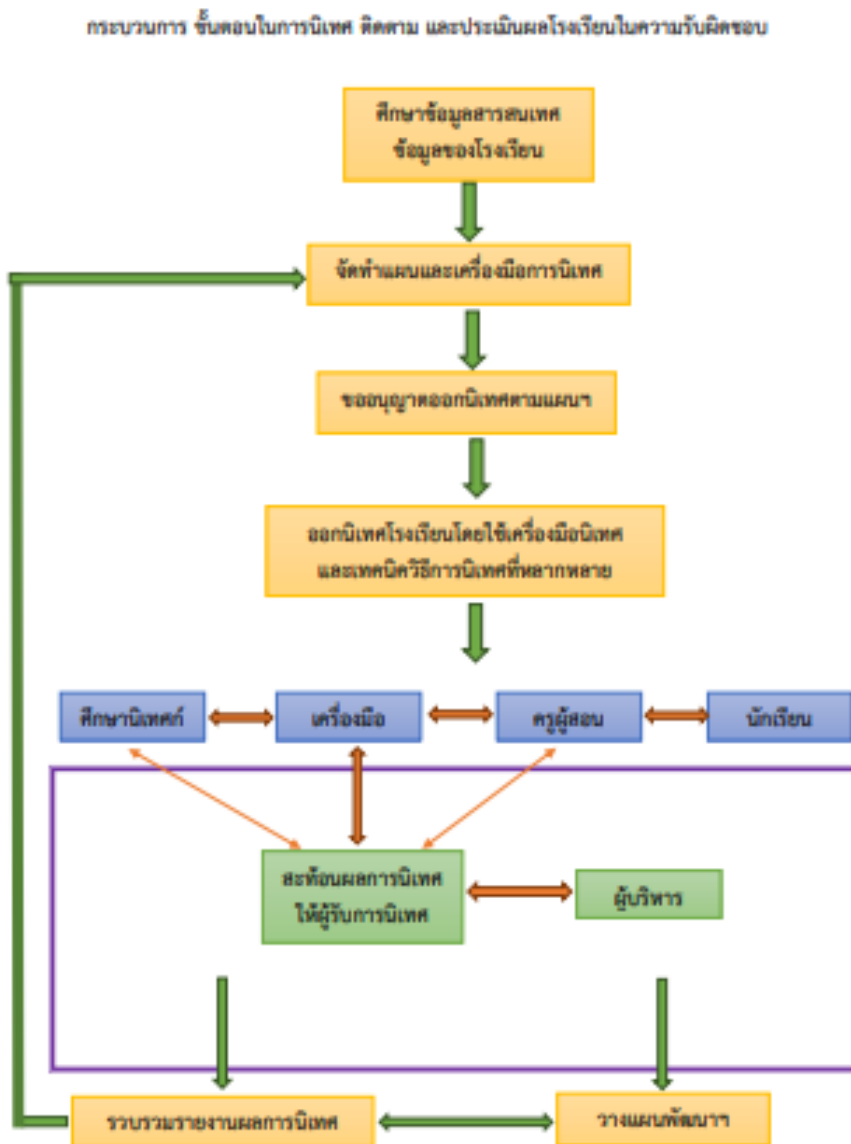 กระบวนการ ขั้นตอนในการนิเทศ ติดตาม และประเมินผลโรงเรียนในความรับผิดชอบ
ศึกษาข้อมูลสารสนเทศ
ข้อมูลของโรงเรียน
จัดทำแผนและเครื่องมือการนิเทศ
ขออนุญาตออกนิเทศตามแผนฯ
ออกนิเทศโรงเรียนโดยใช้เครื่องมือนิเทศ
และเทคนิควิธีการนิเทศที่หลากหลาย
ศึกษานิเทศก์
เครื่องมือ
ครูผู้สอน
นักเรียน
สะท้อนผลการนิเทศ
ให้ผู้รับการนิเทศ
ผู้บริหาร
รวบรวมรายงานผลการนิเทศ
วางแผนพัฒนาฯ